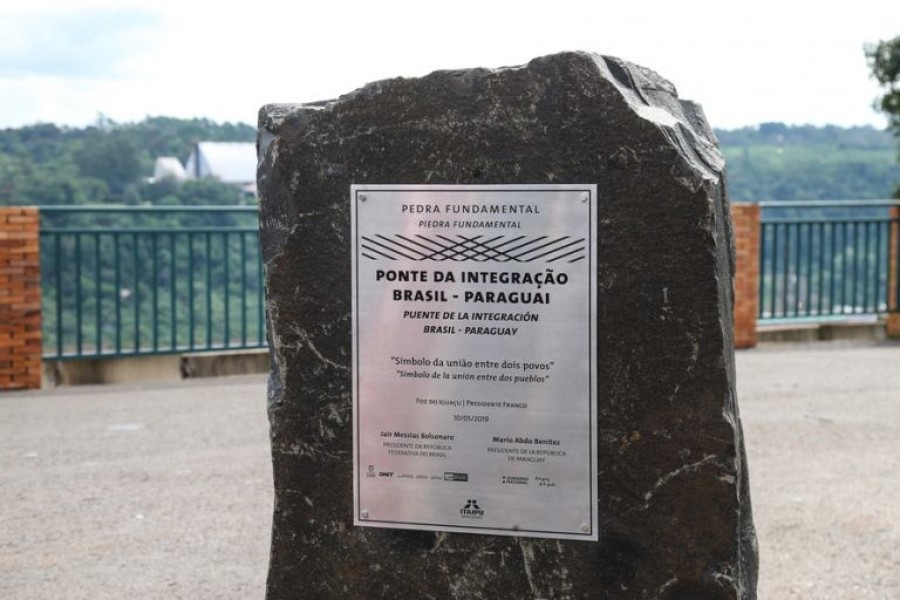 PEDRA FUNDAMENTAL
PIEDRA FUNDAMENTAL
PONTE DA INTEGRAÇÃO
BRASIL - PARAGUAI
PUENTE DE LA INTEGRACIÓN
BRASIL - PARAGUAY
"Símbolo da união entre dois povos"
"Símbolo de la unión entre dos pueblos"
FOZ DO IGUAÇU | PRESIDENTE FRANCO
10/05/2019
Jair Messias Bolsonaro
PRESIDENTE DA REPÚBLICA
FEDERATIVA DO BRASIL
Mario Abdo Benítez
PRESIDENTE DE LA REPÚBLICA
DE PARAGUAY
DNIT
GOBIERNO
NACIONAL
ITAIPU